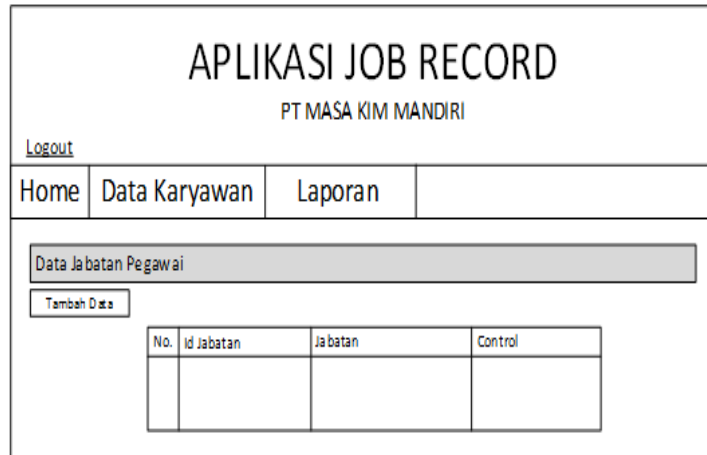 APLIKASI JOB RECORD
PT MASA KIM MANDIRI
Logout
Home Data Karyawan Laporan
Data Jabatan Pegawai
Tambah Data
No. Id Jabatan Jabatan Control